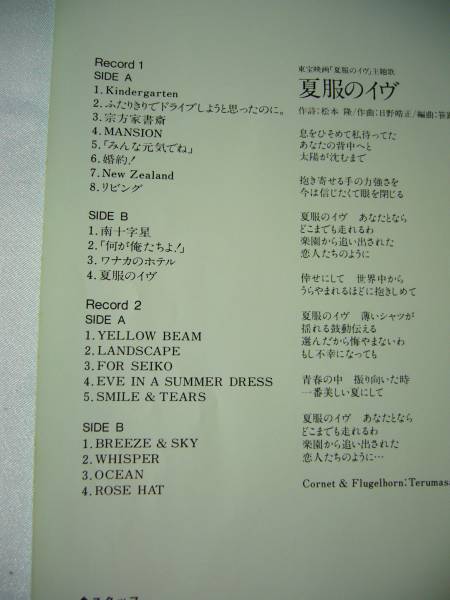 Record 1
SIDE A
1. Kindergarten
2. ふたりきりでドライブしようと思ったのに。
3. 宗方家書斎
4. MANSION
5. 「みんな元気でね」
6. 婚約!
7. New Zealand
8. リビング
SIDE B
1. 南十字星
2. 「何が俺たちよ!」
3. ワナカのホテル
4. 夏服のイヴ
Record 2
SIDE A
1. YELLOW BEAM
2. LANDSCAPE
3. FOR SEIKO
4. EVE IN A SUMMER DRESS
5. SMILE & TEARS
SIDE B
1. BREEZE & SKY
2. WHISPER
3. OCEAN
4. ROSE HAT
東宝映画「夏服のイヴ」主題歌
夏服のイヴ
作詩:松本 隆/作曲:日野皓正/編曲:笹路
息をひそめて私待ってた
あなたの背中へと
太陽が沈むまで
抱き寄せる手の力強さを
今は信じたくて眼を閉じる
夏服のイヴ あなたとなら
どこまでも走れるわ
楽園から追い出された
恋人たちのように
倖せにして 世界中から
うらやまれるほどに抱きしめて
夏服のイヴ 薄いシャツが
揺れる鼓動伝える
選んだから悔やまないわ
もし不幸になっても
青春の中 振り向いた時
一番美しい夏にして
夏服のイヴ あなたとなら
どこまでも走れるわ
楽園から追い出された
恋人たちのように…
Cornet & Flugelhorn:Terumas
◆スタッフ